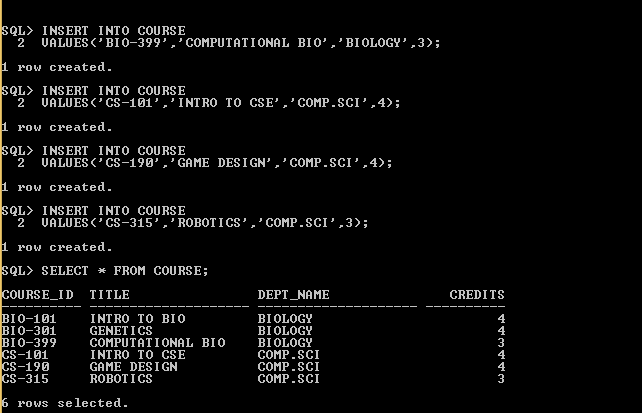 SQL> INSERT INTO COURSE
2 VALUES('BIO-399','COMPUTATIONAL BIO','BIOLOGY',3);
1 row created.
SQL> INSERT INTO COURSE
2 VALUES('CS-101','INTRO TO CSE','COMP.SCI',4);
1 row created.
SQL> INSERT INTO COURSE
2 VALUES('CS-190','GAME DESIGN','COMP.SCI',4);
1 row created.
SQL> INSERT INTO COURSE
2 VALUES('CS-315','ROBOTICS','COMP.SCI',3);
1 row created.
SQL> SELECT * FROM COURSE;
COURSE_ID TITLE DEPT_NAME CREDITS
---------- -------------------- -------------------- ----------
BIO-101 INTRO TO BIO BIOLOGY 4
BIO-301 GENETICS BIOLOGY 4
BIO-399 COMPUTATIONAL BIO BIOLOGY 3
CS-101 INTRO TO CSE COMP.SCI 4
CS-190 GAME DESIGN COMP.SCI 4
CS-315 ROBOTICS COMP.SCI 3
6 rows selected.